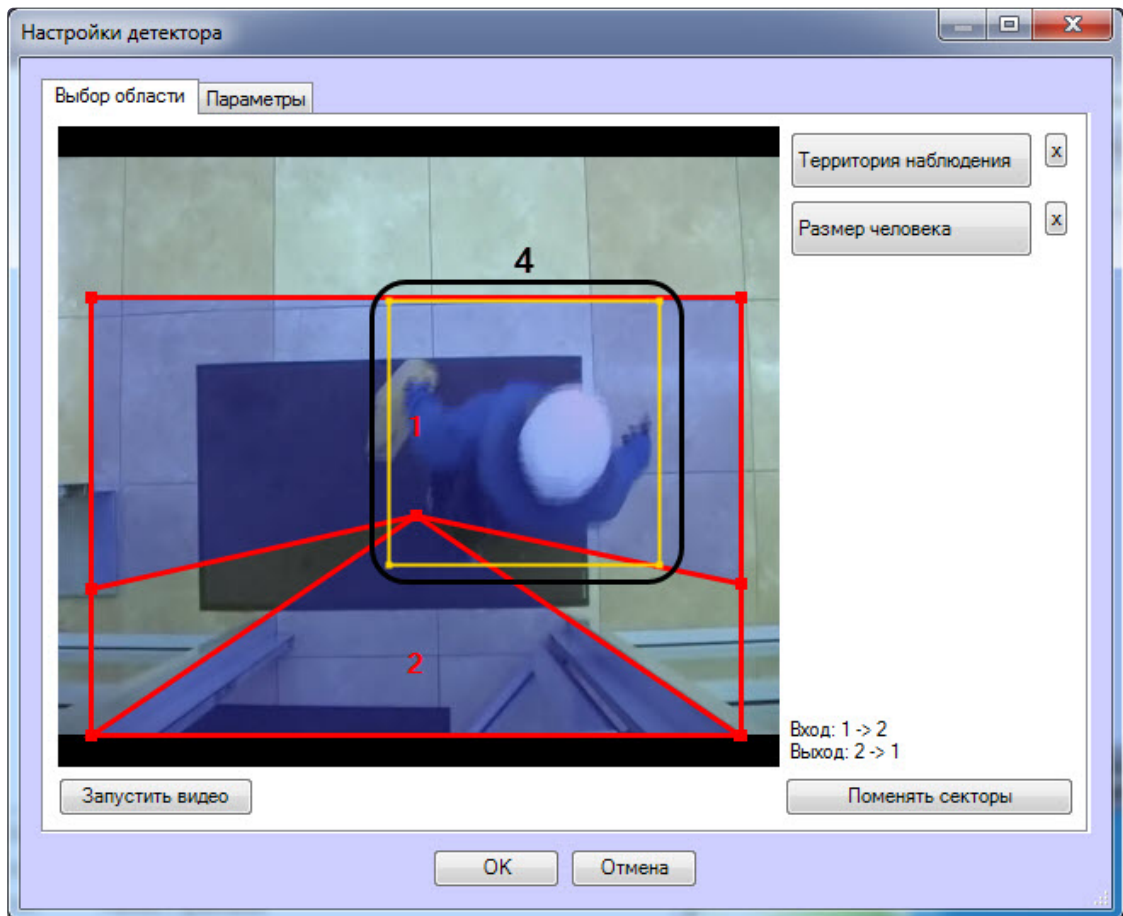 Настройки детектора
Выбор области
Параметры
Территория наблюдения
x
Размер человека
x
4
1
2
Вход: 1 -> 2
Выход: 2 -> 1
Запустить видео
Поменять секторы
OK
Отмена